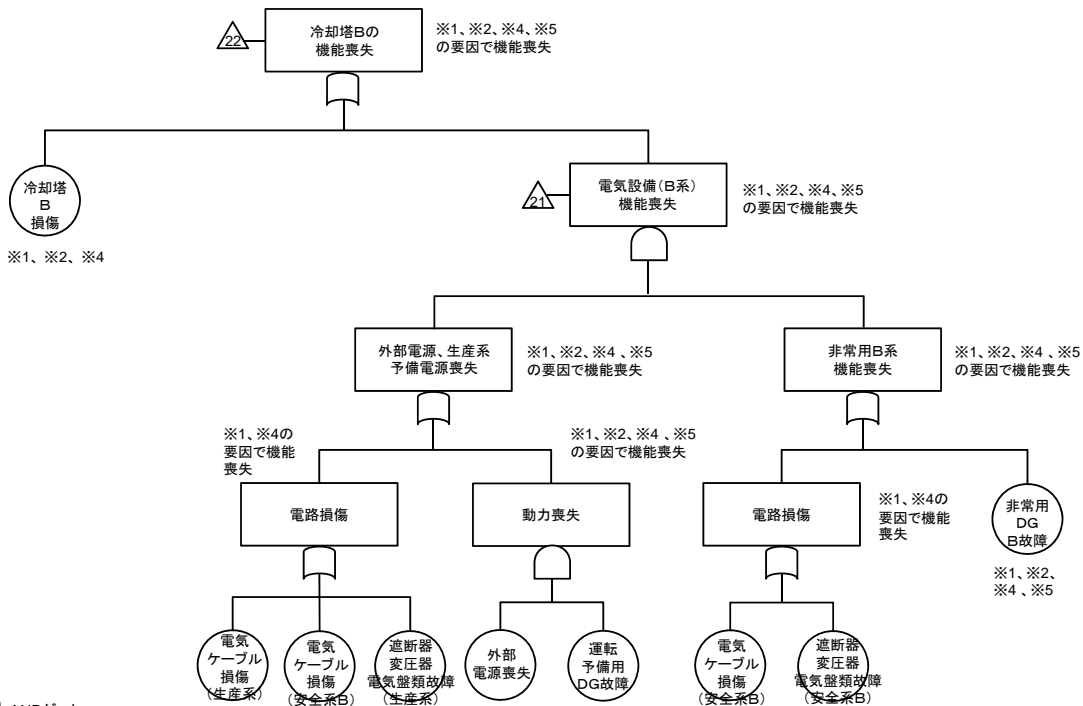 22
冷却塔Bの
機能喪失
※1、※2、※4、※5
の要因で機能喪失
冷却塔
B
損傷
※1、※2、※4
21
電気設備(B系)
機能喪失
※1、※2、※4、※5
の要因で機能喪失
外部電源、生産系
予備電源喪失
※1、※2、※4 、※5
の要因で機能喪失
非常用B系
機能喪失
※1、※2、※4 、※5
の要因で機能喪失
※1、※4の
要因で機能
喪失
電路損傷
※1、※2、※4 、※5
の要因で機能喪失
動力喪失
電路損傷
※1、※4の
要因で機能
喪失
非常用
DG
B故障
※1、※2、
※4 、※5
電気
ケーブル
損傷
(生産系)
電気
ケーブル
損傷
(安全系B)
遮断器
変圧器
電気盤類故障
(生産系)
外部
電源喪失
運転
予備用
DG故障
電気
ケーブル
損傷
(安全系B)
遮断器
変圧器
電気盤類故障
(安全系B)